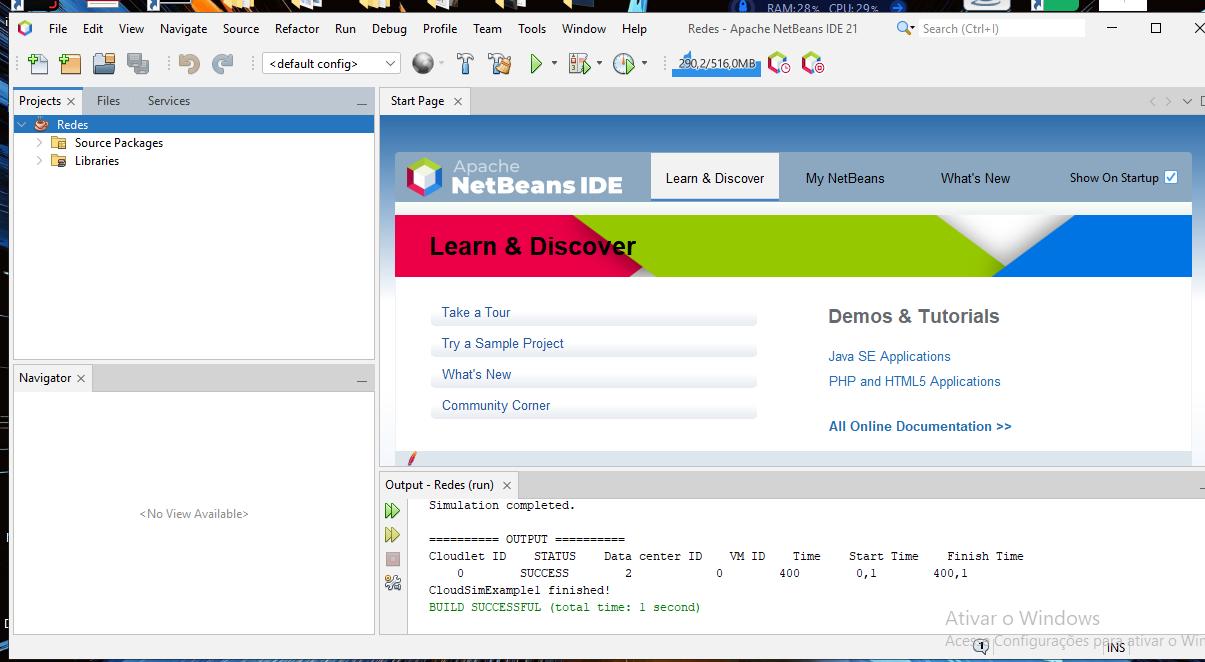 RAM:28% CPU:29%
File Edit View Navigate Source Refactor Run Debug Profile Team Tools Window Help Redes - Apache NetBeans IDE 21 Search (Ctrl+I)
<default config> 290,2/516,0MB
Projects Files Services Start Page
Redes
Source Packages
Libraries
Apache
NetBeans IDE
Learn & Discover My NetBeans What's New Show On Startup
Learn & Discover
Take a Tour
Try a Sample Project
What's New
Community Corner
Demos & Tutorials
Java SE Applications
PHP and HTML5 Applications
All Online Documentation >>
Navigator
<No View Available>
Output - Redes (run)
Simulation completed.
========== OUTPUT ==========
Cloudlet ID STATUS Data center ID VM ID Time Start Time Finish Time
0 SUCCESS 2 0 400 0,1 400,1
CloudSimExample1 finished!
BUILD SUCCESSFUL (total time: 1 second)
Ativar o Windows
Acesse Configurações para ativar o Win
1 INS